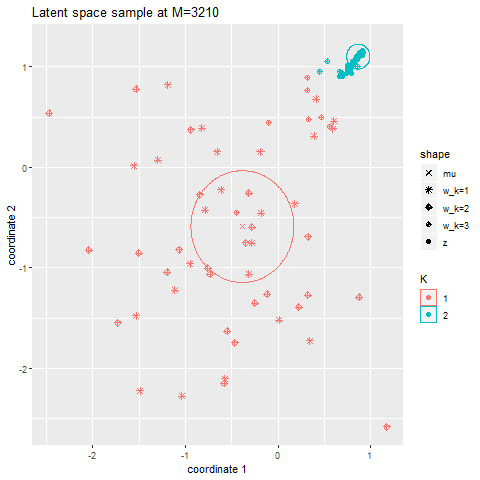 Latent space sample at M=3210
coordinate 2
1
0
-1
-2
-2
-1
0
1
coordinate 1
shape
mu
w_k=1
w_k=2
w_k=3
z
K
1
2